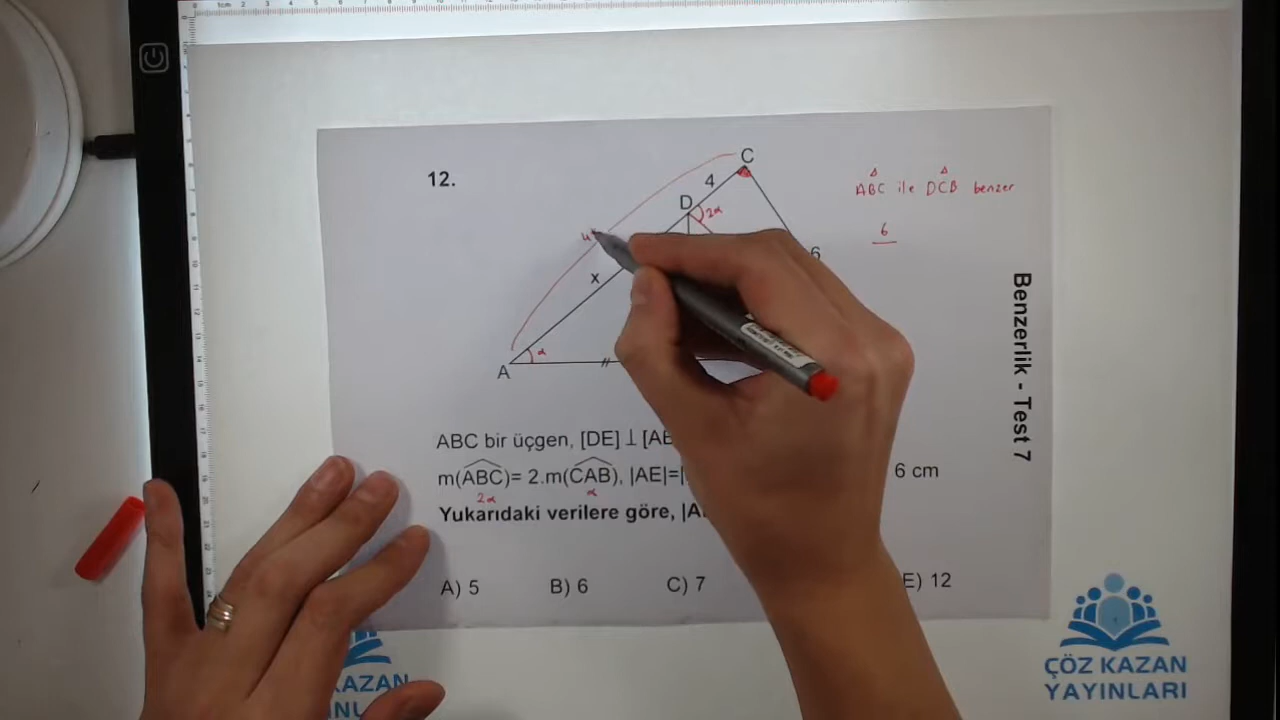 12.
C
4
D
2α
x
6
A
α
ABC ile DCB benzer
6
Benzerlik - Test 7
ABC bir üçgen, [DE] ⊥ [AE
m(ABC)= 2.m(CAB), |AE|=| 6 cm
2α α
Yukarıdaki verilere göre,
A) 5 B) 6 C) 7 E) 12
ÇÖZ KAZAN
YAYINLARI
KAZAN